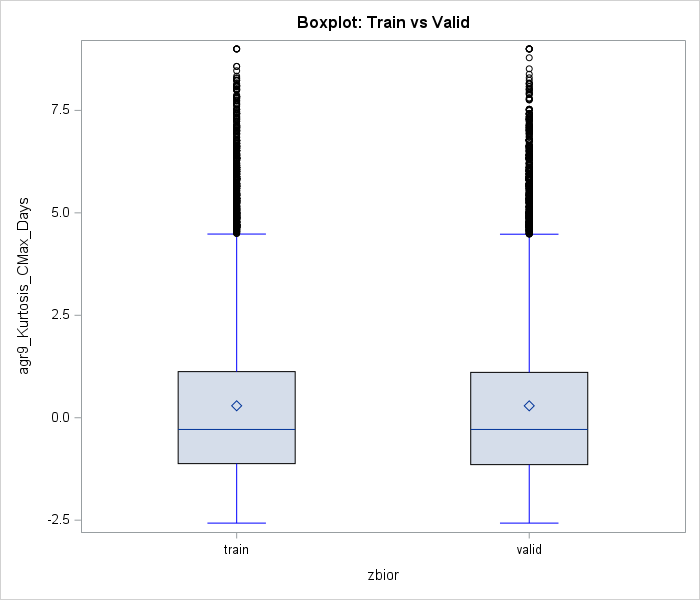 Boxplot: Train vs Valid
agr9_Kurtosis_CMax_Days
7.5
5.0
2.5
0.0
-2.5
train
valid
zbior